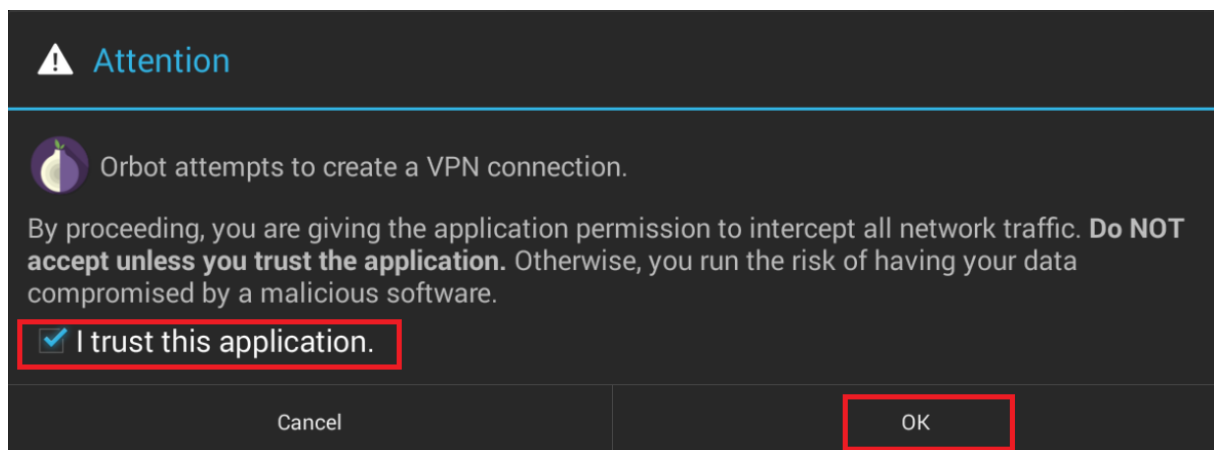 Attention
Orbot attempts to create a VPN connection.
By proceeding, you are giving the application permission to intercept all network traffic. Do NOT
accept unless you trust the application. Otherwise, you run the risk of having your data
compromised by a malicious software.
I trust this application.
Cancel
OK